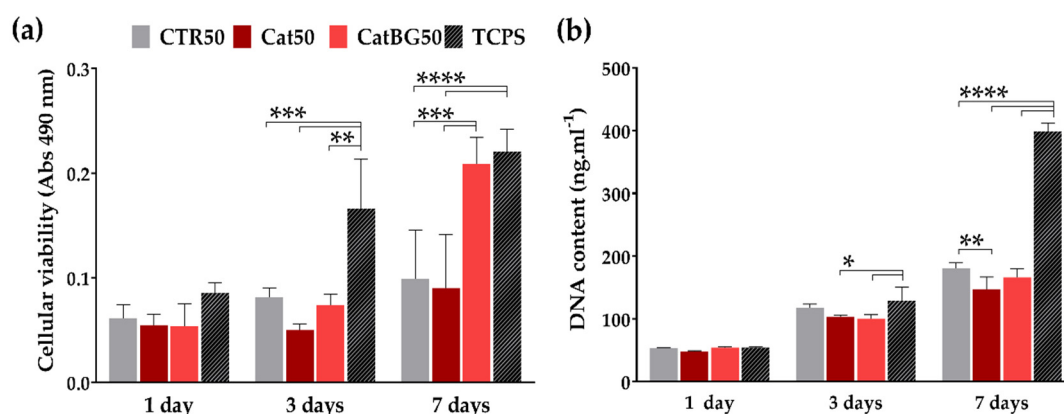 (a)
CTR50 Cat50 CatBG50 TCPS
Cellular viability (Abs 490 nm)
0.3
0.2
0.1
0.0
****
***
***
**
1 day 3 days 7 days
(b)
DNA content (ng.ml-1)
500
400
300
200
100
0
****
**
*
1 day 3 days 7 days